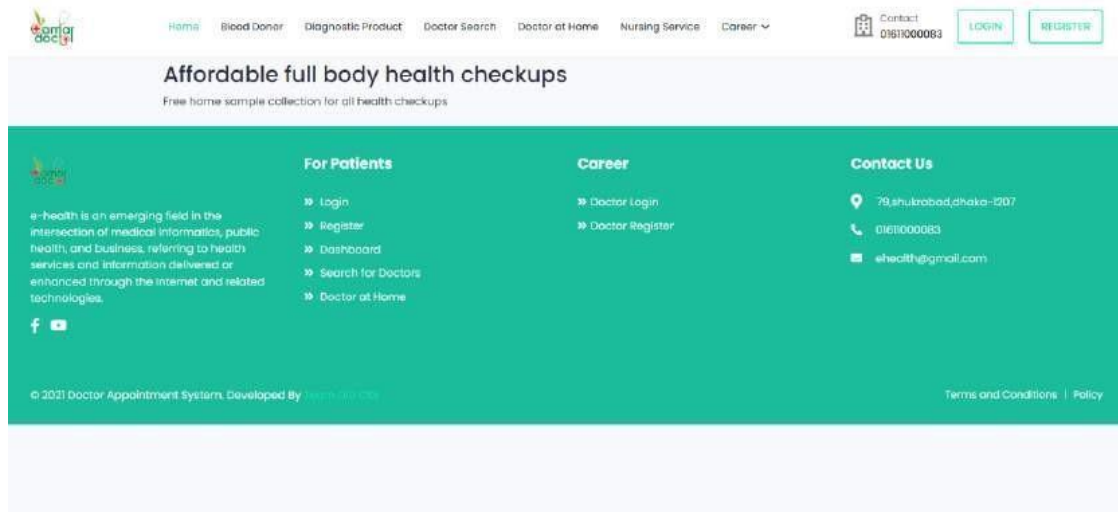 amar
doctor
Home Blood Donor Diagnostic Product Doctor Search Doctor at Home Nursing Service Career
Contact
01611000083
LOGIN
REGISTER
Affordable full body health checkups
Free home sample collection for all health checkups
amar
doctor
e-health is an emerging field in the
intersection of medical informatics, public
health, and business, referring to health
services and information delivered or
enhanced through the Internet and related
technologies.
For Patients
» Login
» Register
» Dashboard
» Search for Doctors
» Doctor at Home
Career
» Doctor Login
» Doctor Register
Contact Us
79,shukrabad,dhaka-1207
01611000083
ehealth@gmail.com
© 2021 Doctor Appointment System. Developed By
Terms and Conditions | Policy